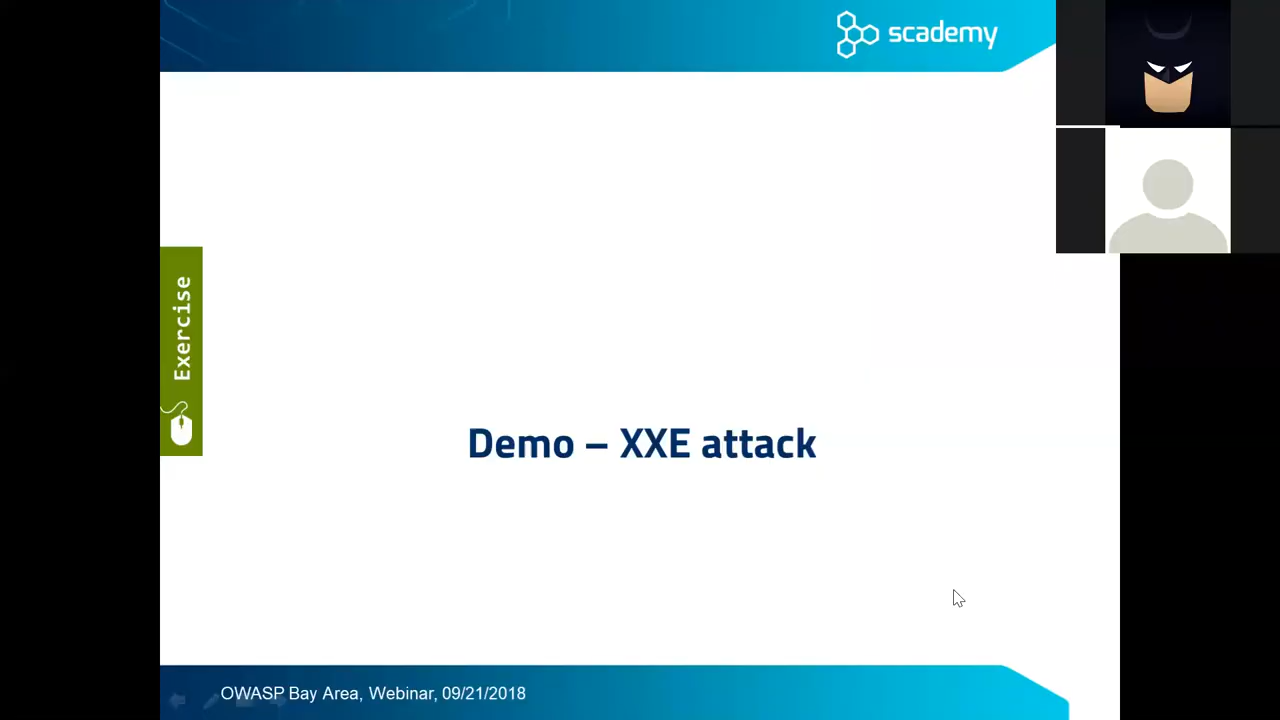 scademy
Exercise
Demo – XXE attack
OWASP Bay Area, Webinar, 09/21/2018